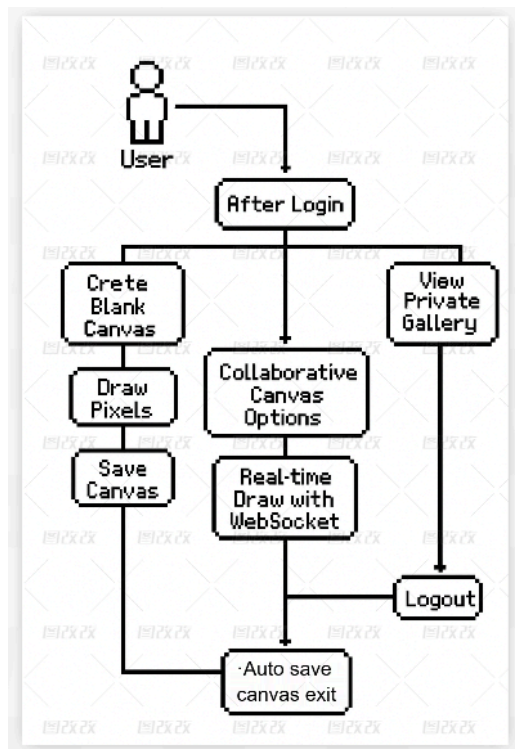 User
After Login
Crete
Blank
Canvas
View
Private
Gallery
Collaborative
Canvas
Options
Draw
Pixels
Save
Canvas
Real-time
Draw with
WebSocket
Logout
·Auto save
canvas exit